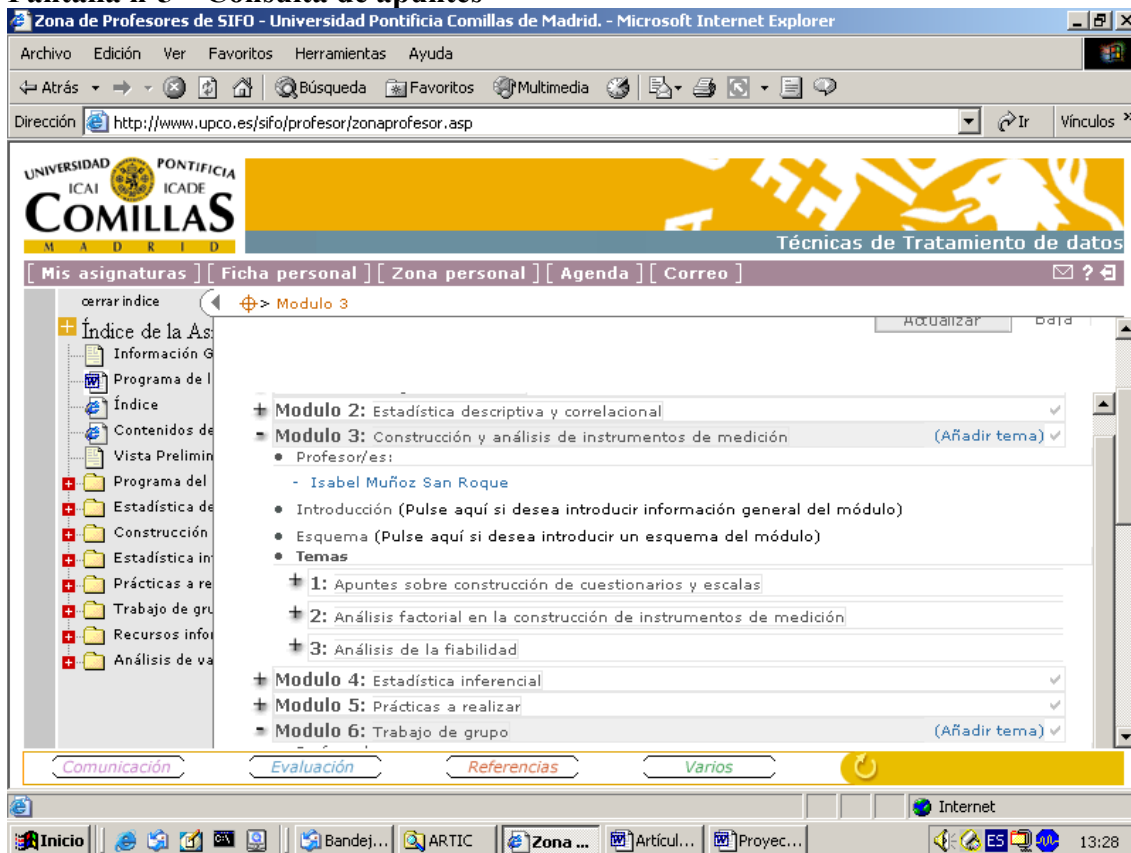 Zona de Profesores de SIFO - Universidad Pontificia Comillas de Madrid. - Microsoft Internet Explorer
Archivo Edición Ver Favoritos Herramientas Ayuda
Atrás Búsqueda Favoritos Multimedia
Dirección http://www.upco.es/sifo/profesor/zonaprofesor.asp Ir Vínculos »
UNIVERSIDAD PONTIFICIA
ICAI ICADE
COMILLAS
MADRID
Técnicas de Tratamiento de datos
[ Mis asignaturas ] [ Ficha personal ] [ Zona personal ] [ Agenda ] [ Correo ] ?
cerrar indice > Modulo 3
Actualizar Baja
Índice de la As
Información G
Programa de l
Índice
Contenidos de
Vista Prelimin
Programa del
Estadística de
Construcción
Estadística in
Prácticas a re
Trabajo de gru
Recursos infor
Análisis de va
+ Modulo 2: Estadística descriptiva y correlacional
- Modulo 3: Construcción y análisis de instrumentos de medición (Añadir tema)
• Profesor/es:
- Isabel Muñoz San Roque
• Introducción (Pulse aquí si desea introducir información general del módulo)
• Esquema (Pulse aquí si desea introducir un esquema del módulo)
• Temas
+ 1: Apuntes sobre construcción de cuestionarios y escalas
+ 2: Análisis factorial en la construcción de instrumentos de medición
+ 3: Análisis de la fiabilidad
+ Modulo 4: Estadística inferencial
+ Modulo 5: Prácticas a realizar
- Modulo 6: Trabajo de grupo (Añadir tema)
Comunicación Evaluación Referencias Varios
Internet
Inicio Bandej... ARTIC Zona ... Artícul... Proyec... ES 13:28